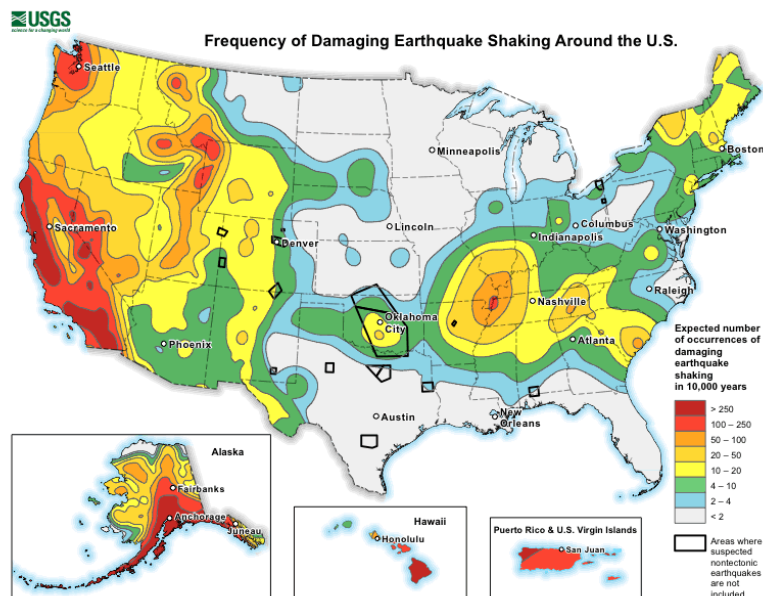 USGS
science for a changing world
Frequency of Damaging Earthquake Shaking Around the U.S.
Seattle
Minneapolis
Boston
Sacramento
Lincoln
Columbus
Washington
Denver
Indianapolis
Raleigh
Nashville
Oklahoma
City
Phoenix
Atlanta
Austin
New
Orleans
Expected number
of occurrences of
damaging
earthquake
shaking
in 10,000 years
> 250
100 – 250
50 – 100
20 – 50
10 – 20
4 – 10
2 – 4
< 2
Areas where
suspected
nontectonic
earthquakes
are not
included
Alaska
Fairbanks
Anchorage
Juneau
Hawaii
Honolulu
Puerto Rico & U.S. Virgin Islands
San Juan